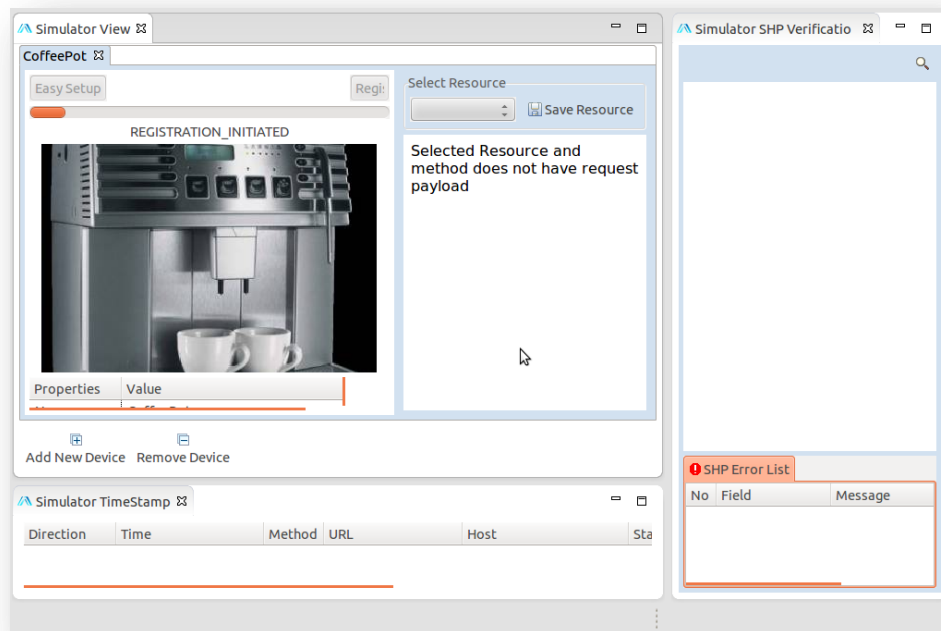 Simulator View
Simulator SHP Verificatio
CoffeePot
Easy Setup
Regi
REGISTRATION_INITIATED
Select Resource
Save Resource
Selected Resource and
method does not have request
payload
Properties Value
Add New Device Remove Device
SHP Error List
No Field Message
Simulator TimeStamp
Direction Time Method URL Host Sta